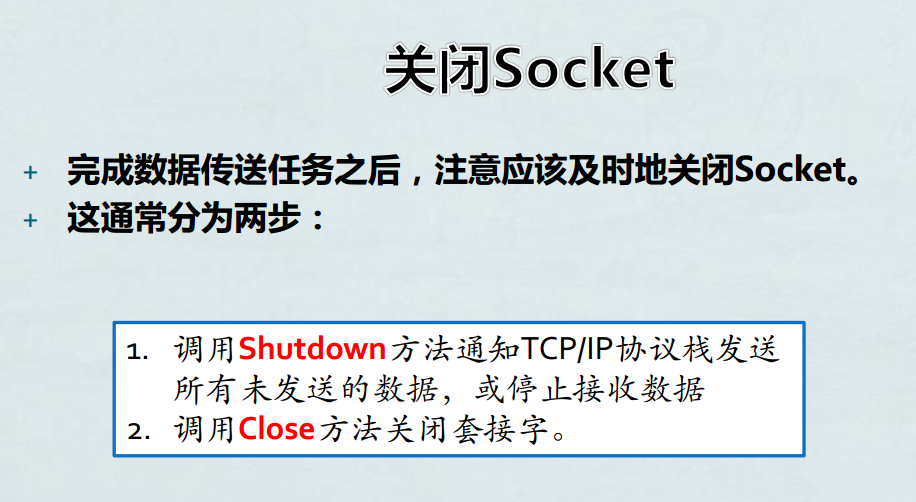 关闭Socket
+ 完成数据传送任务之后，注意应该及时地关闭Socket。
+ 这通常分为两步：
1. 调用Shutdown方法通知TCP/IP协议栈发送
所有未发送的数据，或停止接收数据
2. 调用Close方法关闭套接字。